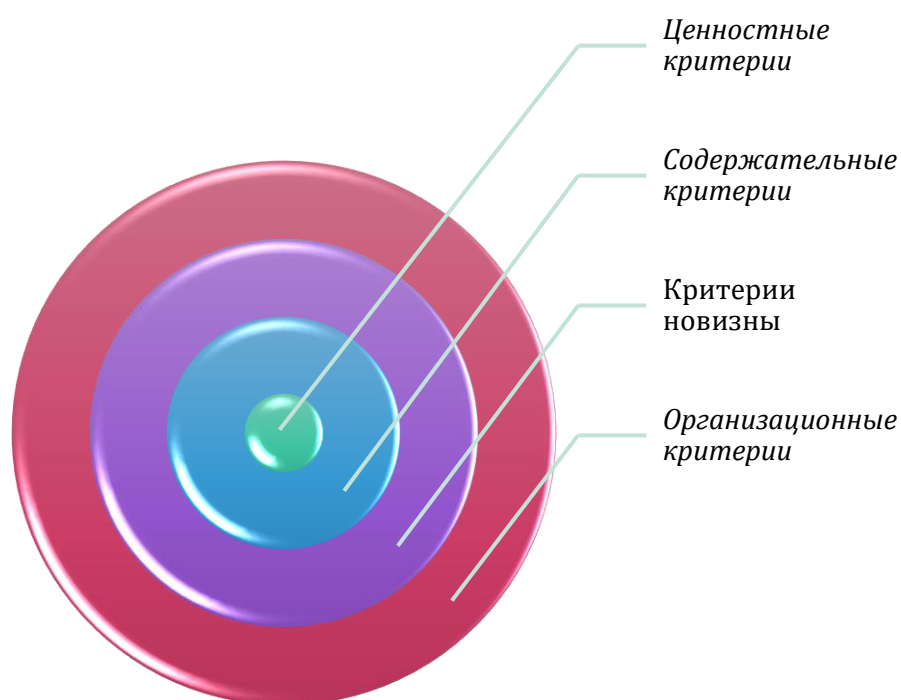 Ценностные
критерии
Содержательные
критерии
Критерии
новизны
Организационные
критерии